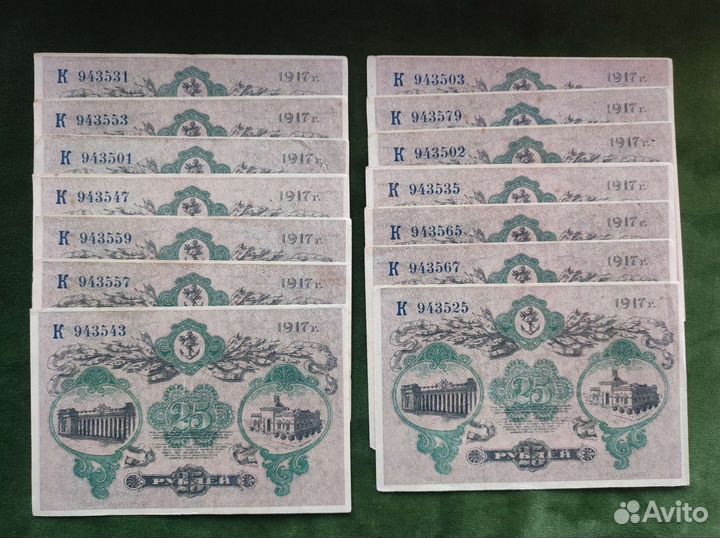 К 943531 1917 г.
К 943553 1917 г.
К 943501 1917 г.
К 943547 1917 г.
К 943559 1917 г.
К 943557 1917 г.
К 943543 1917 г.
25
РУБЛЕЙ
К 943503 1917 г.
К 943579 1917 г.
К 943502 1917 г.
К 943535 1917 г.
К 943565 1917 г.
К 943567 1917 г.
К 943525 1917 г.
25
РУБЛЕЙ
Avito